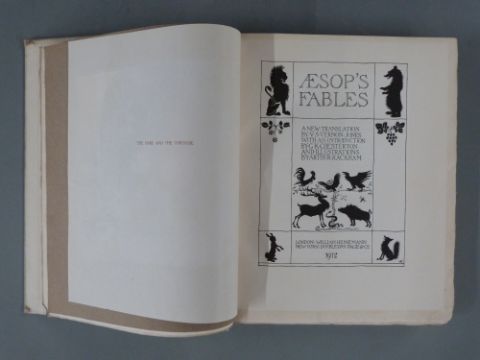 THE HARE AND THE TORTOISE
ÆSOP'S
FABLES
A NEW TRANSLATION
BY V.S.VERNON JONES
WITH AN INTRODUCTION
BY G.K.CHESTERTON
AND ILLUSTRATIONS
BY ARTHUR RACKHAM
LONDON: WILLIAM HEINEMANN
NEW YORK: DOUBLEDAY, PAGE & CO
1912